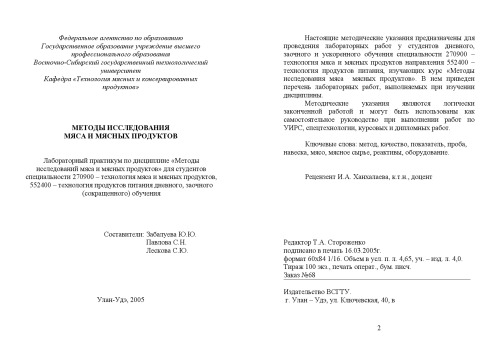 Федеральное агентство по образованию
Государственное образование учреждение высшего
профессионального образования
Восточно-Сибирский государственный технологический
университет
Кафедра «Технология мясных и консервированных
продуктов»
МЕТОДЫ ИССЛЕДОВАНИЯ
МЯСА И МЯСНЫХ ПРОДУКТОВ
Лабораторный практикум по дисциплине «Методы
исследований мяса и мясных продуктов» для студентов
специальности 270900 – технология мяса и мясных продуктов,
552400 – технология продуктов питания дневного, заочного
(сокращенного) обучения
Составители: Забалуева Ю.Ю.
Павлова С.Н.
Лескова С.Ю.
Улан-Удэ, 2005
Настоящие методические указания предназначены для
проведения лабораторных работ у студентов дневного,
заочного и ускоренного обучения специальности 270900 –
технология мяса и мясных продуктов направления 552400 –
технология продуктов питания, изучающих курс «Методы
исследования мяса мясных продуктов». В нем приведен
перечень лабораторных работ, выполняемых при изучении
дисциплины.
Методические указания являются логически
законченной работой и могут быть использованы как
самостоятельное руководство при выполнении работ по
УИРС, спецтехнологии, курсовых и дипломных работ.
Ключевые слова: метод, качество, показатель, проба,
навеска, мясо, мясное сырье, реактивы, оборудование.
Рецензент И.А. Ханхалаева, к.т.н., доцент
Редактор Т.А. Стороженко
подписано в печать 16.03.2005г.
формат 60х84 1/16. Объем в усл. п. л. 4,65, уч. – изд. л. 4,0.
Тираж 100 экз., печать операт., бум. писч.
Заказ №68
Издательство ВСГТУ.
г. Улан – Удэ, ул. Ключевская, 40, в
2